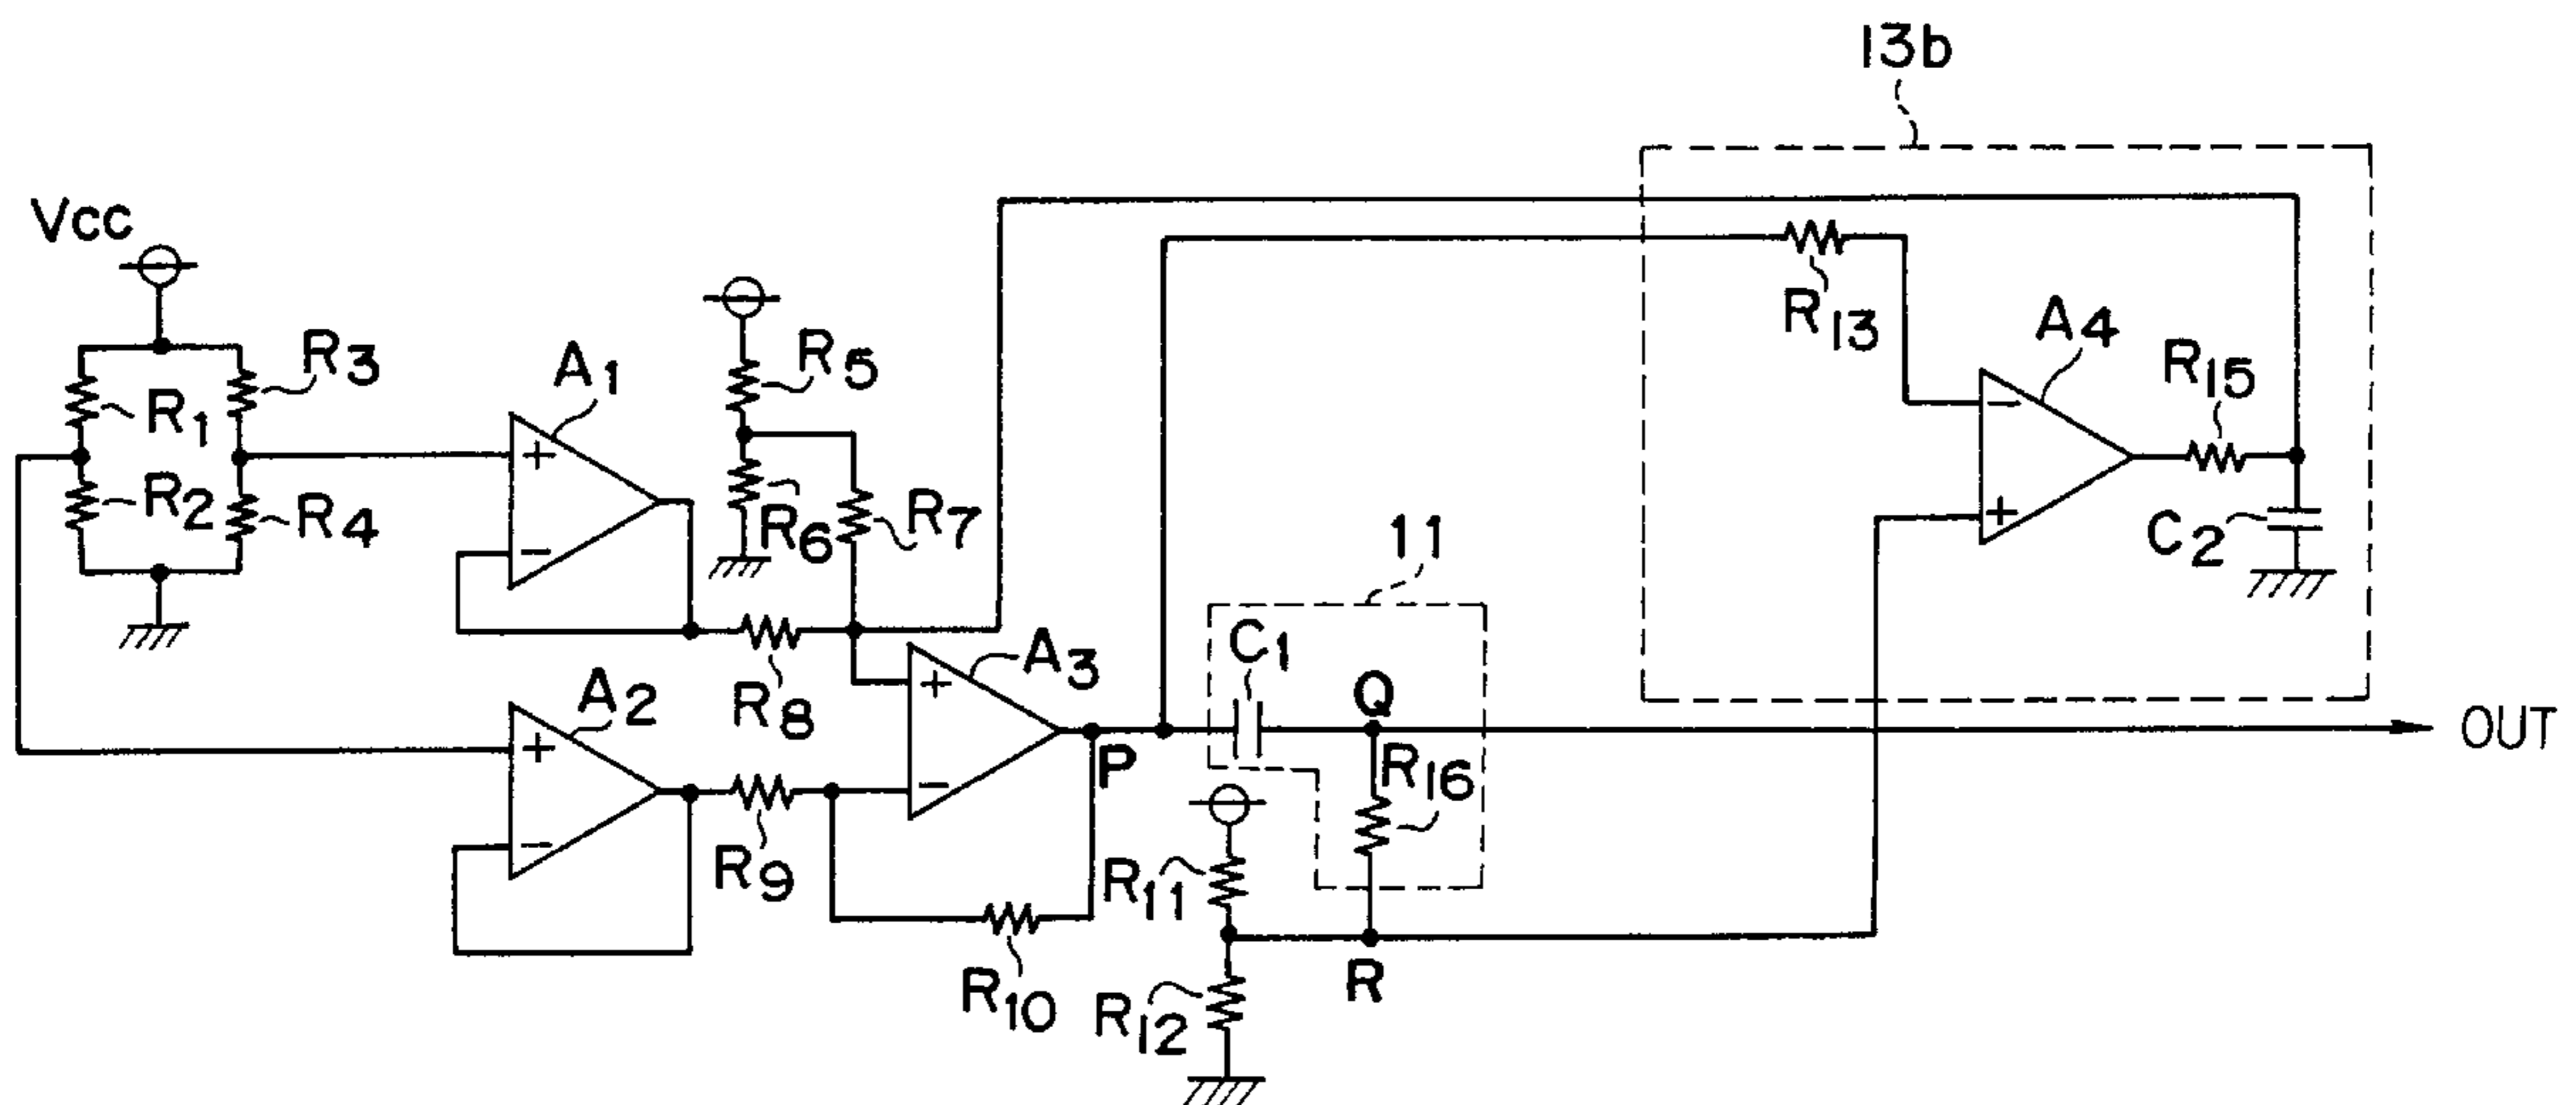 13b
Vcc
R13
A4
R15
R3
A1
R5
R1
R2
R4
R6
R7
C2
11
+
−
R8
A3
C1
Q
A2
P
R16
OUT
R9
R11
R10
R12
R
+
−
+
−
−
+